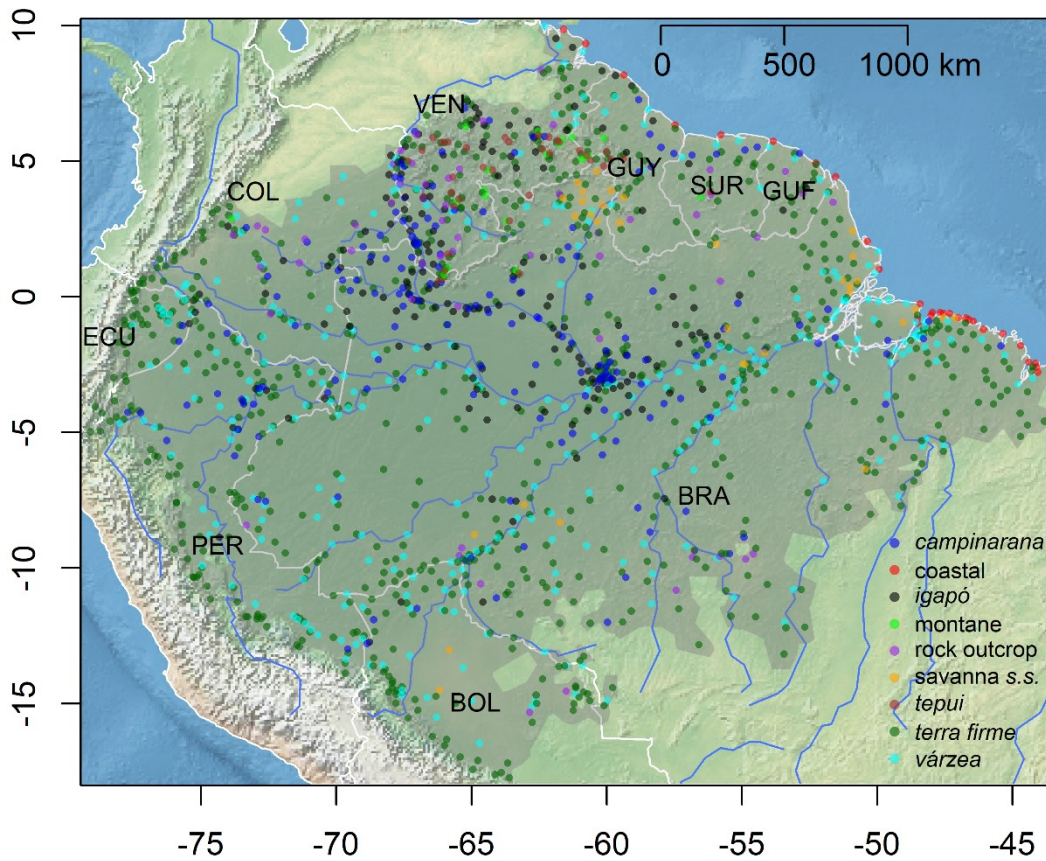 10
5
0
-5
-10
-15
0 500 1000 km
VEN
COL
GUY
SUR
GUF
ECU
BRA
PER
BOL
campinarana
coastal
igapó
montane
rock outcrop
savanna s.s.
tepui
terra firme
várzea
-75 -70 -65 -60 -55 -50 -45